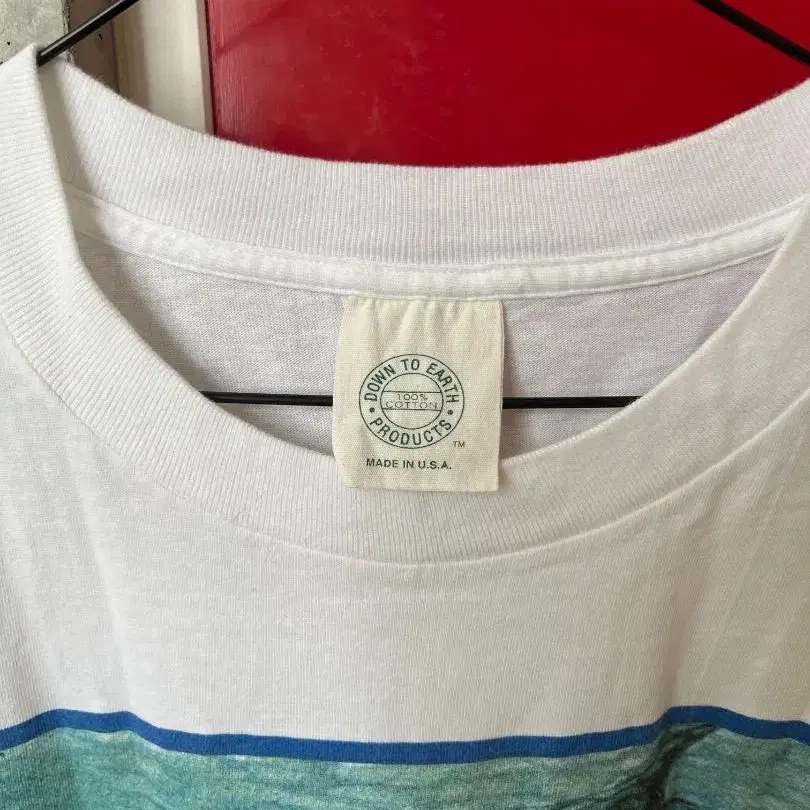 DOWN TO EARTH
100%
COTTON
PRODUCTS
TM
MADE IN U.S.A.